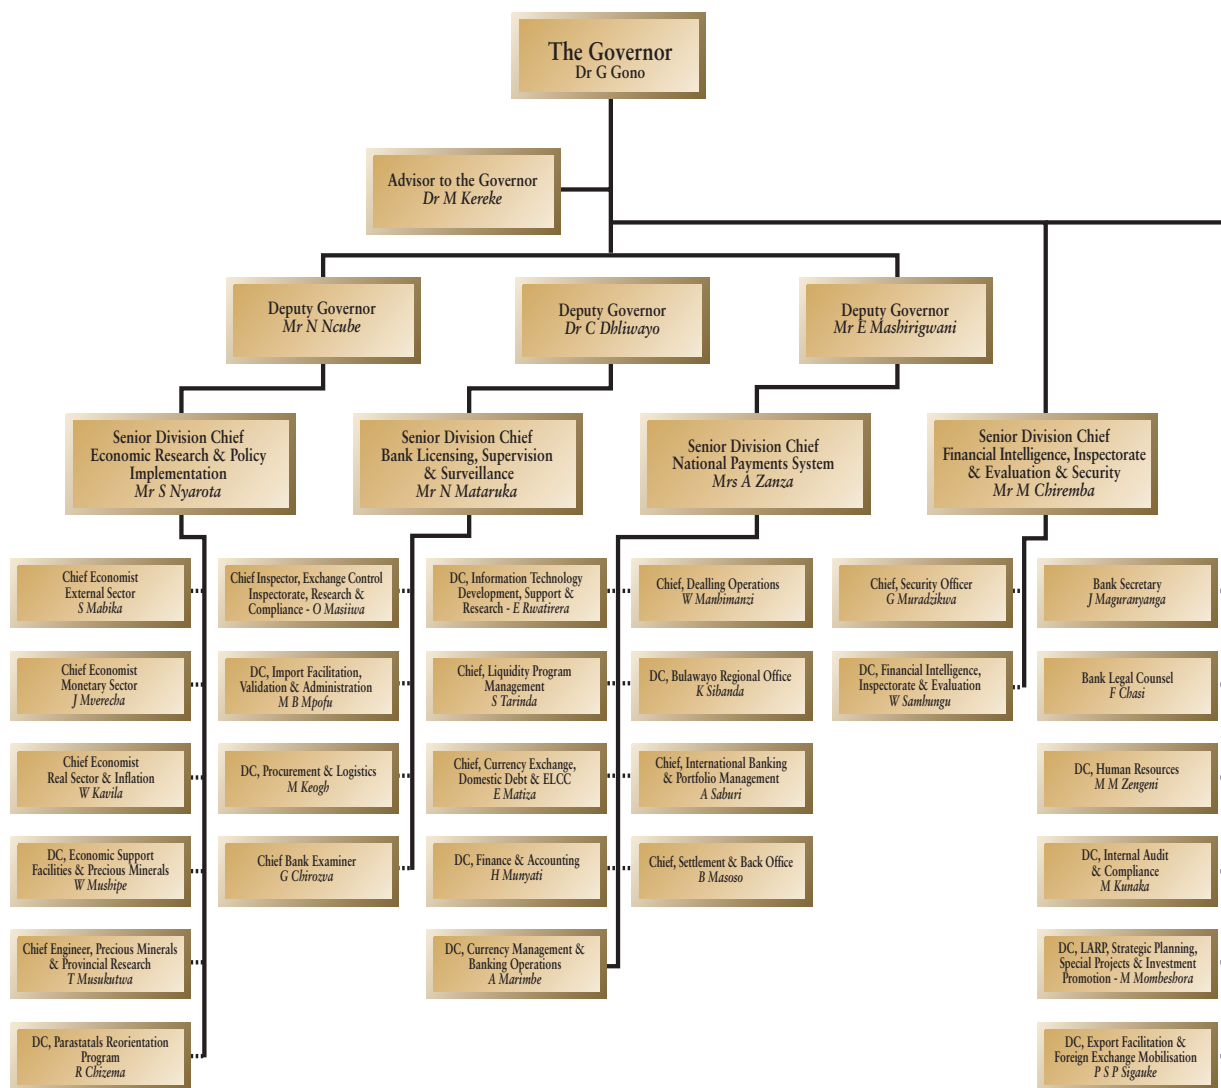 The Governor
Dr G Gono
Advisor to the Governor
Dr M Kereke
Deputy Governor
Mr N Ncube
Deputy Governor
Dr C Dhliwayo
Deputy Governor
Mr E Mashirigwani
Senior Division Chief
Economic Research & Policy
Implementation
Mr S Nyarota
Senior Division Chief
Bank Licensing, Supervision
& Surveillance
Mr N Mataruka
Senior Division Chief
National Payments System
Mrs A Zanza
Senior Division Chief
Financial Intelligence, Inspectorate
& Evaluation & Security
Mr M Chiremba
Chief Economist
External Sector
S Mabika
Chief Inspector, Exchange Control
Inspectorate, Research &
Compliance - O Masiiwa
DC, Information Technology
Development, Support &
Research - E Rwatirera
Chief, Dealling Operations
W Manhimanzi
Chief, Security Officer
G Muradzikwa
Bank Secretary
J Maguranyanga
Chief Economist
Monetary Sector
J Mverecha
DC, Import Facilitation,
Validation & Administration
M B Mpofu
Chief, Liquidity Program
Management
S Tarinda
DC, Bulawayo Regional Office
K Sibanda
DC, Financial Intelligence,
Inspectorate & Evaluation
W Samhungu
Bank Legal Counsel
F Chasi
Chief Economist
Real Sector & Inflation
W Kavila
DC, Procurement & Logistics
M Keogh
Chief, Currency Exchange,
Domestic Debt & ELCC
E Matiza
Chief, International Banking
& Portfolio Management
A Saburi
DC, Human Resources
M M Zengeni
DC, Economic Support
Facilities & Precious Minerals
W Mushipe
Chief Bank Examiner
G Chirozva
DC, Finance & Accounting
H Munyati
Chief, Settlement & Back Office
B Masoso
DC, Internal Audit
& Compliance
M Kunaka
Chief Engineer, Precious Minerals
& Provincial Research
T Musukutwa
DC, Currency Management &
Banking Operations
A Marimbe
DC, LARP, Strategic Planning,
Special Projects & Investment
Promotion - M Mombeshora
DC, Parastatals Reorientation
Program
R Chizema
DC, Export Facilitation &
Foreign Exchange Mobilisation
P S P Sigauke